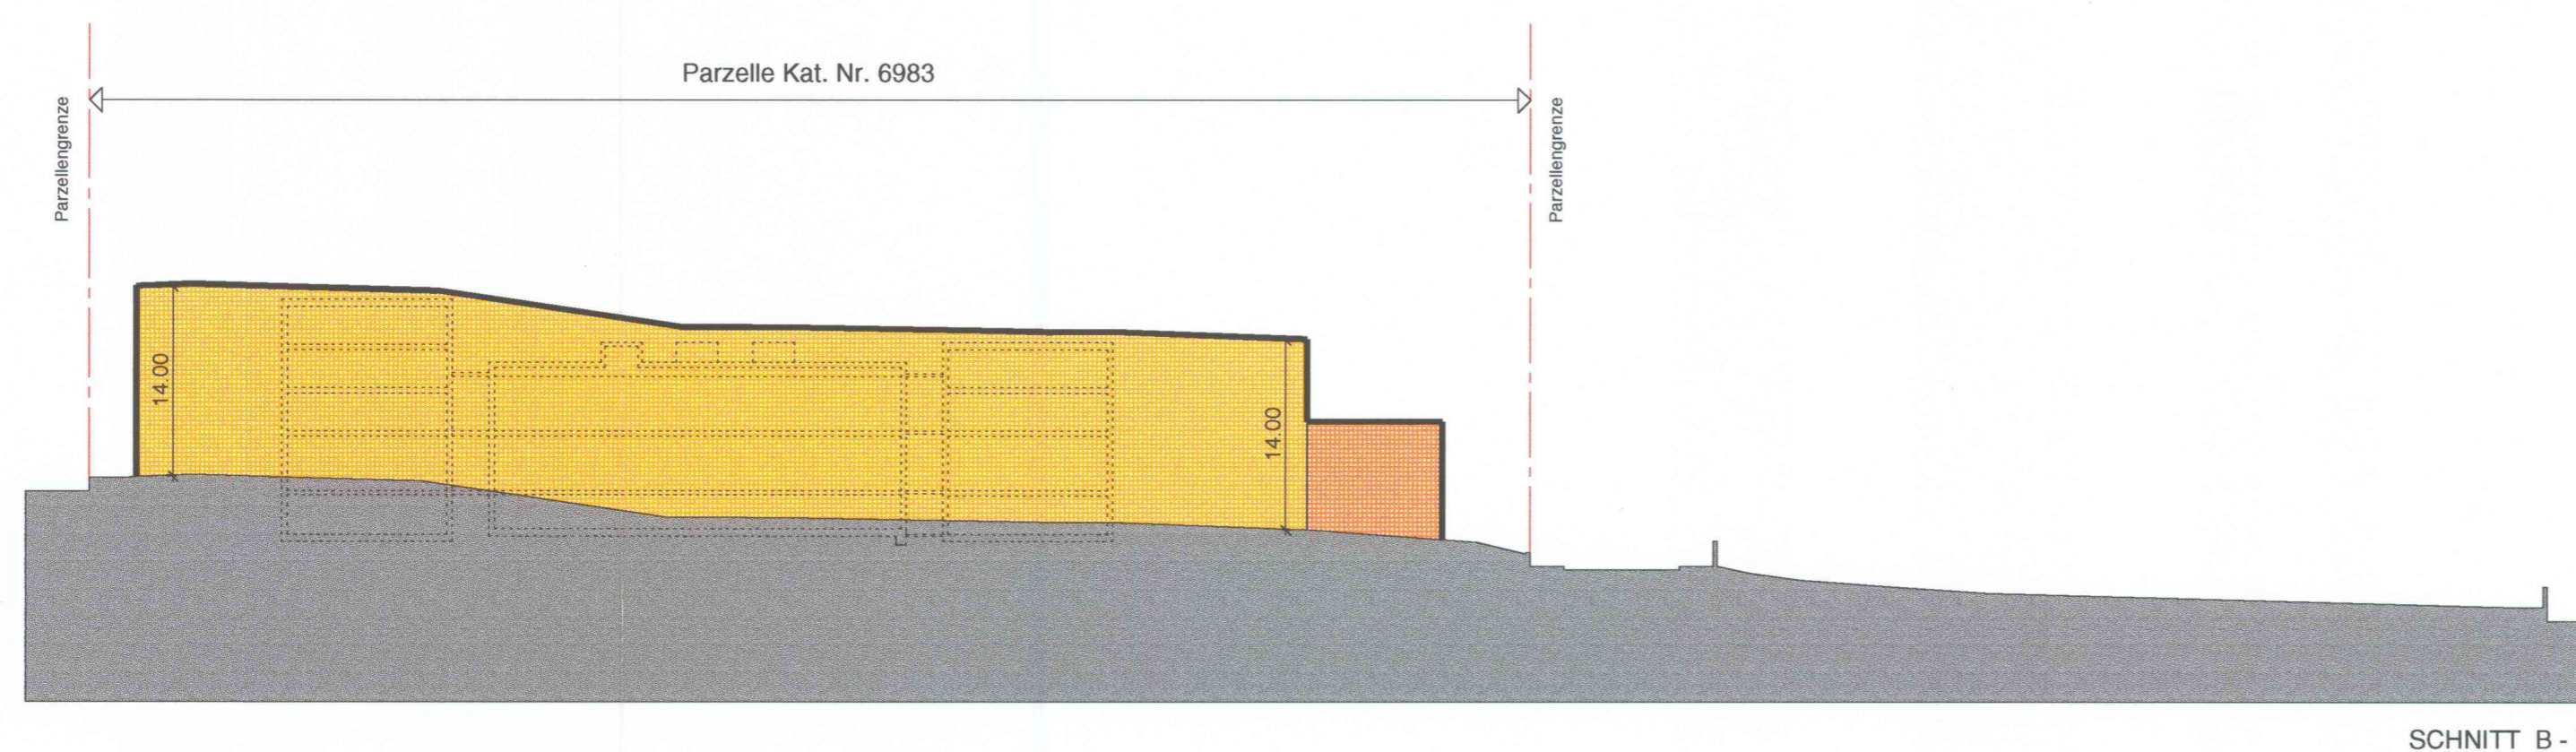 Parzelle Kat. Nr. 6983
Parzellengrenze
Parzellengrenze
14.00
14.00
SCHNITT B -